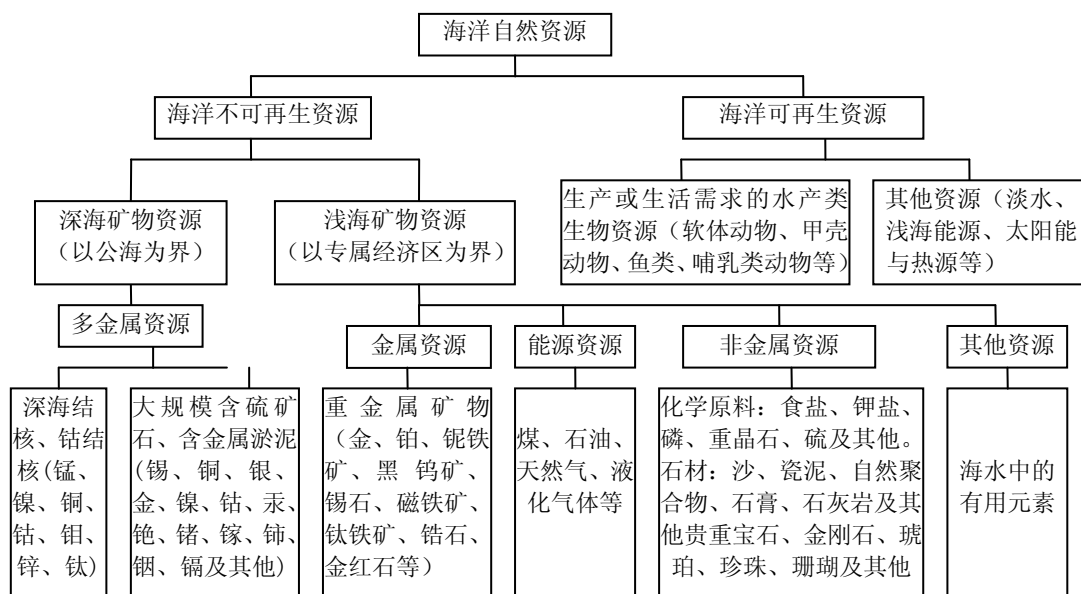 海洋自然资源
海洋不可再生资源
海洋可再生资源
深海矿物资源
（以公海为界）
浅海矿物资源
（以专属经济区为界）
生产或生活需求的水产类
生物资源（软体动物、甲壳
动物、鱼类、哺乳类动物等）
其他资源（淡水、
浅海能源、太阳能
与热源等）
多金属资源
金属资源
能源资源
非金属资源
其他资源
深海结
核、钴结
核(锰、
镍、铜、
钴、钼、
锌、钛)
大规模含硫矿
石、含金属淤泥
(锡、铜、银、
金、镍、钴、汞、
铯、锗、镓、铈、
铟、镉及其他)
重金属矿物
（金、铂、铌铁
矿、黑 钨矿、
锡石、磁铁矿、
钛铁矿、锆石、
金红石等）
煤、石油、
天然气、液
化气体等
化学原料：食盐、钾盐、
磷、重晶石、硫及其他。
石材：沙、瓷泥、自然聚
合物、石膏、石灰岩及其
他贵重宝石、金刚石、琥
珀、珍珠、珊瑚及其他
海水中的
有用元素